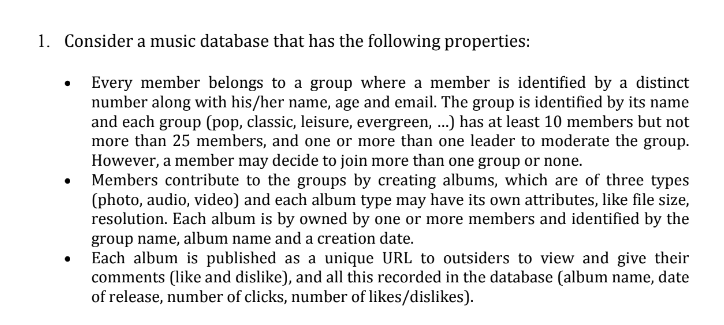 1. Consider a music database that has the following properties:
• Every member belongs to a group where a member is identified by a distinct
number along with his/her name, age and email. The group is identified by its name
and each group (pop, classic, leisure, evergreen, ...) has at least 10 members but not
more than 25 members, and one or more than one leader to moderate the group.
However, a member may decide to join more than one group or none.
• Members contribute to the groups by creating albums, which are of three types
(photo, audio, video) and each album type may have its own attributes, like file size,
resolution. Each album is by owned by one or more members and identified by the
group name, album name and a creation date.
• Each album is published as a unique URL to outsiders to view and give their
comments (like and dislike), and all this recorded in the database (album name, date
of release, number of clicks, number of likes/dislikes).